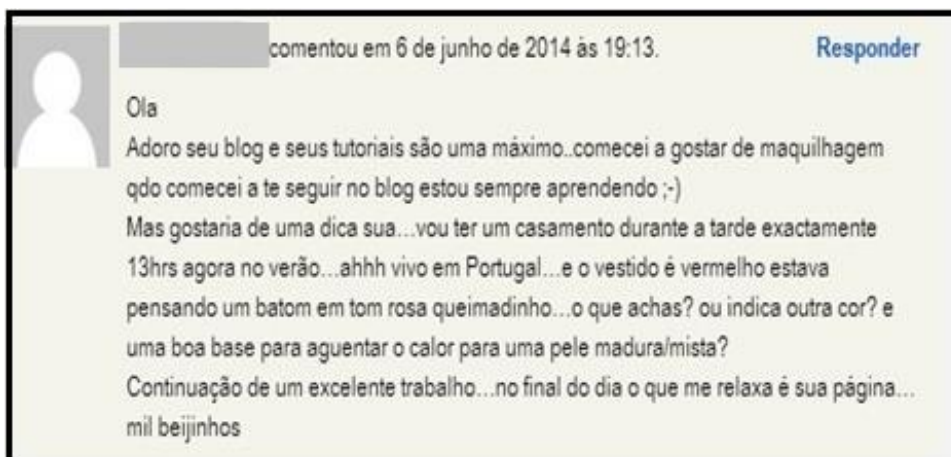 comentou em 6 de junho de 2014 às 19:13. Responder
Ola
Adoro seu blog e seus tutoriais são uma máximo..comecei a gostar de maquilhagem
qdo comecei a te seguir no blog estou sempre aprendendo ;-)
Mas gostaria de uma dica sua...vou ter um casamento durante a tarde exactamente
13hrs agora no verão...ahhh vivo em Portugal...e o vestido é vermelho estava
pensando um batom em tom rosa queimadinho...o que achas? ou indica outra cor? e
uma boa base para aguentar o calor para uma pele madura/mista?
Continuação de um excelente trabalho...no final do dia o que me relaxa é sua página...
mil beijinhos